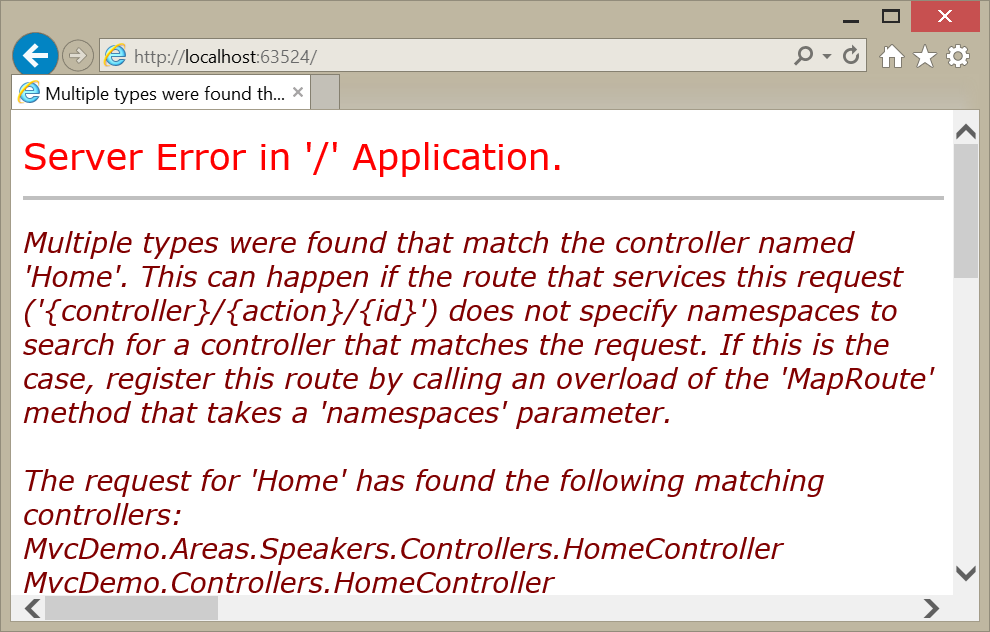 http://localhost:63524/
Multiple types were found th...
Server Error in '/' Application.
Multiple types were found that match the controller named
'Home'. This can happen if the route that services this request
('{controller}/{action}/{id}') does not specify namespaces to
search for a controller that matches the request. If this is the
case, register this route by calling an overload of the 'MapRoute'
method that takes a 'namespaces' parameter.
The request for 'Home' has found the following matching
controllers:
MvcDemo.Areas.Speakers.Controllers.HomeController
MvcDemo.Controllers.HomeController